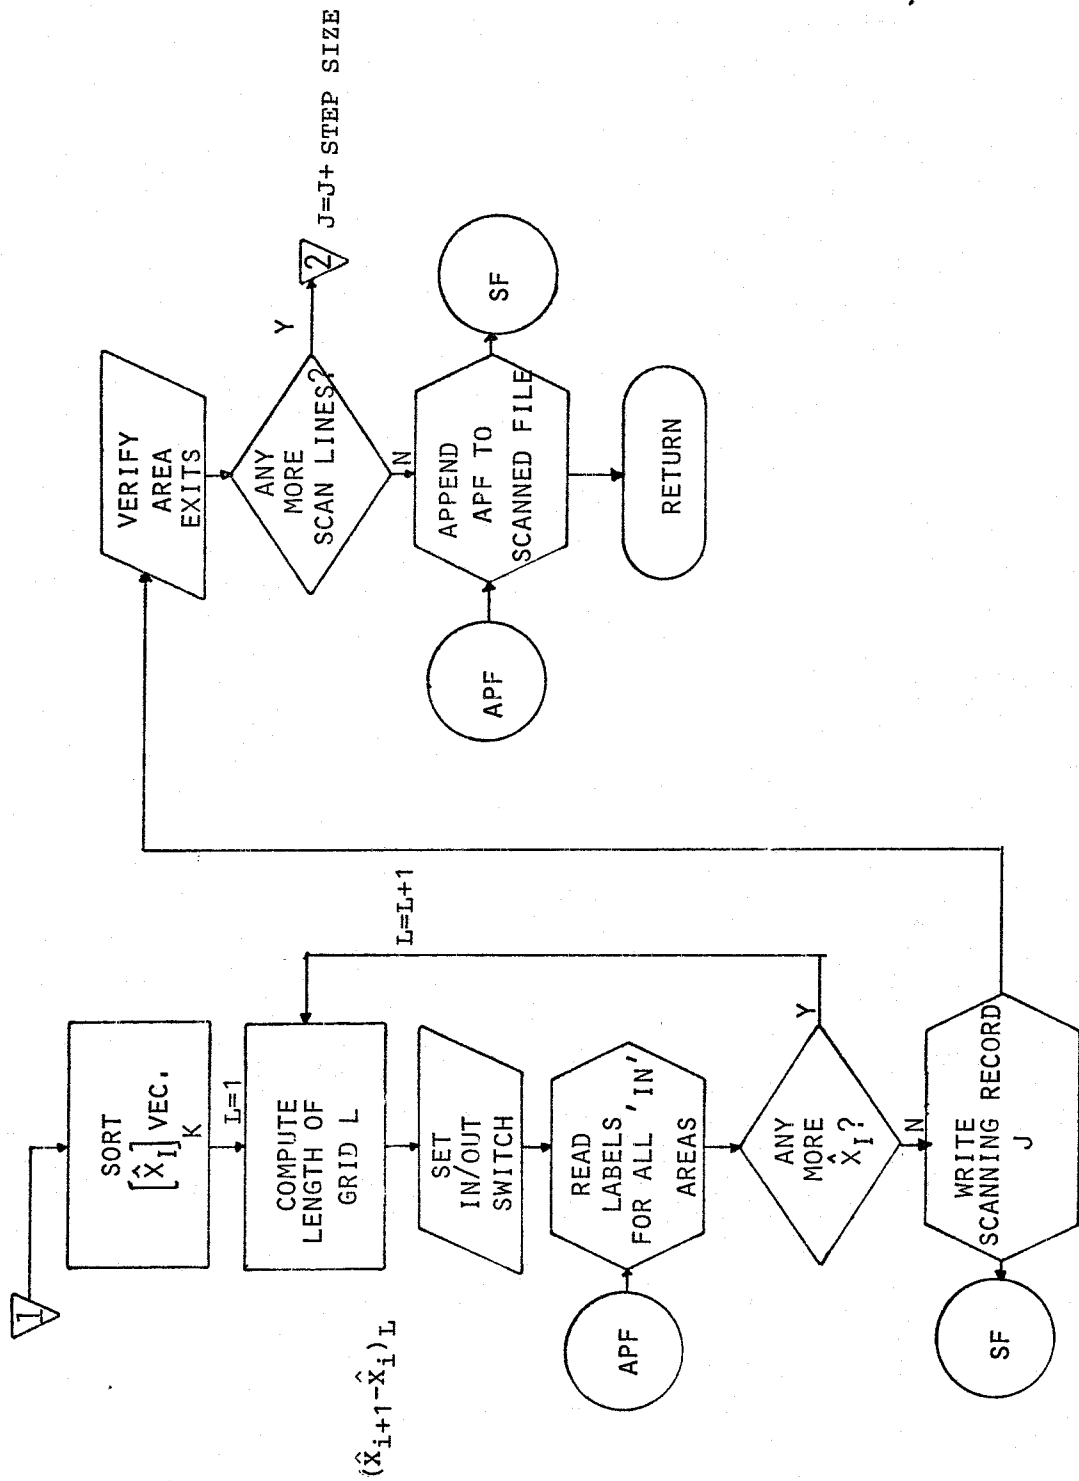 1
SORT
[X̂I] VEC.
K
L=1
(X̂i+1-X̂i)L
COMPUTE
LENGTH OF
GRID L
L=L+1
SET
IN/OUT
SWITCH
APF
READ
LABELS
FOR ALL 'IN'
AREAS
ANY
MORE
X̂I?
Y
N
SF
WRITE
SCANNING RECORD
J
VERIFY
AREA
EXITS
ANY
MORE
SCAN LINES?
Y
2
J=J+ STEP SIZE
N
APF
APPEND
APF TO
SCANNED FILE
SF
RETURN